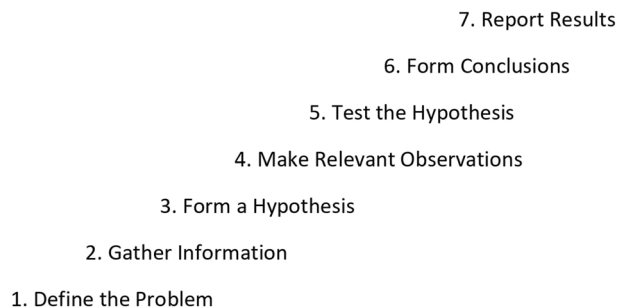 7. Report Results
6. Form Conclusions
5. Test the Hypothesis
4. Make Relevant Observations
3. Form a Hypothesis
2. Gather Information
1. Define the Problem